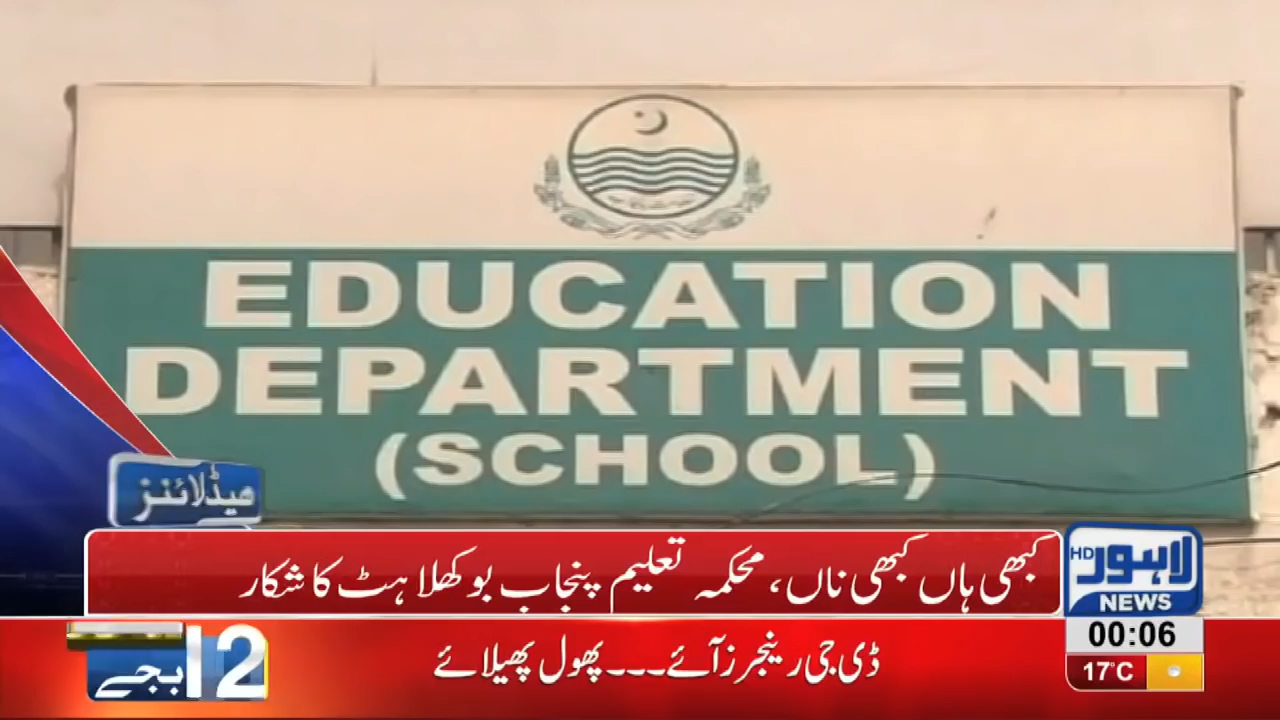 EDUCATION
DEPARTMENT
(SCHOOL)
ہیڈلائنز
کبھی ہاں کبھی ناں، محکمہ تعلیم پنجاب بوکھلاہٹ کا شکار
HD لاہور
NEWS
00:06
17°C
12 بجے
ڈی جی رینجرز آئے۔۔۔ پھول پھیلائے